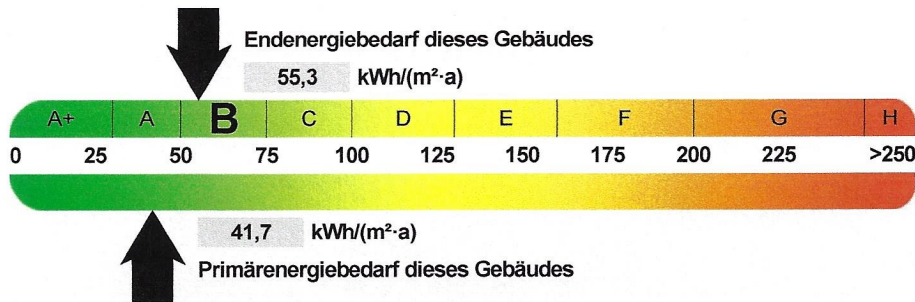 Endenergiebedarf dieses Gebäudes
55,3 kWh/(m²·a)
A+ A B C D E F G H
0 25 50 75 100 125 150 175 200 225 >250
41,7 kWh/(m²·a)
Primärenergiebedarf dieses Gebäudes